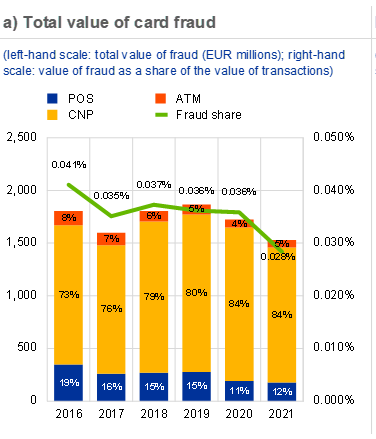 a) Total value of card fraud
(left-hand scale: total value of fraud (EUR millions); right-hand
scale: value of fraud as a share of the value of transactions)
POS ATM
CNP Fraud share
2,500 0.050%
0.041%
0.035% 0.037% 0.036% 0.036%
2,000 0.040%
8% 7% 6% 5% 4% 5%
1,500 0.030%
0.028%
73% 76% 79% 80% 84% 84%
1,000 0.020%
500 0.010%
19% 16% 15% 15% 11% 12%
0 0.000%
2016 2017 2018 2019 2020 2021